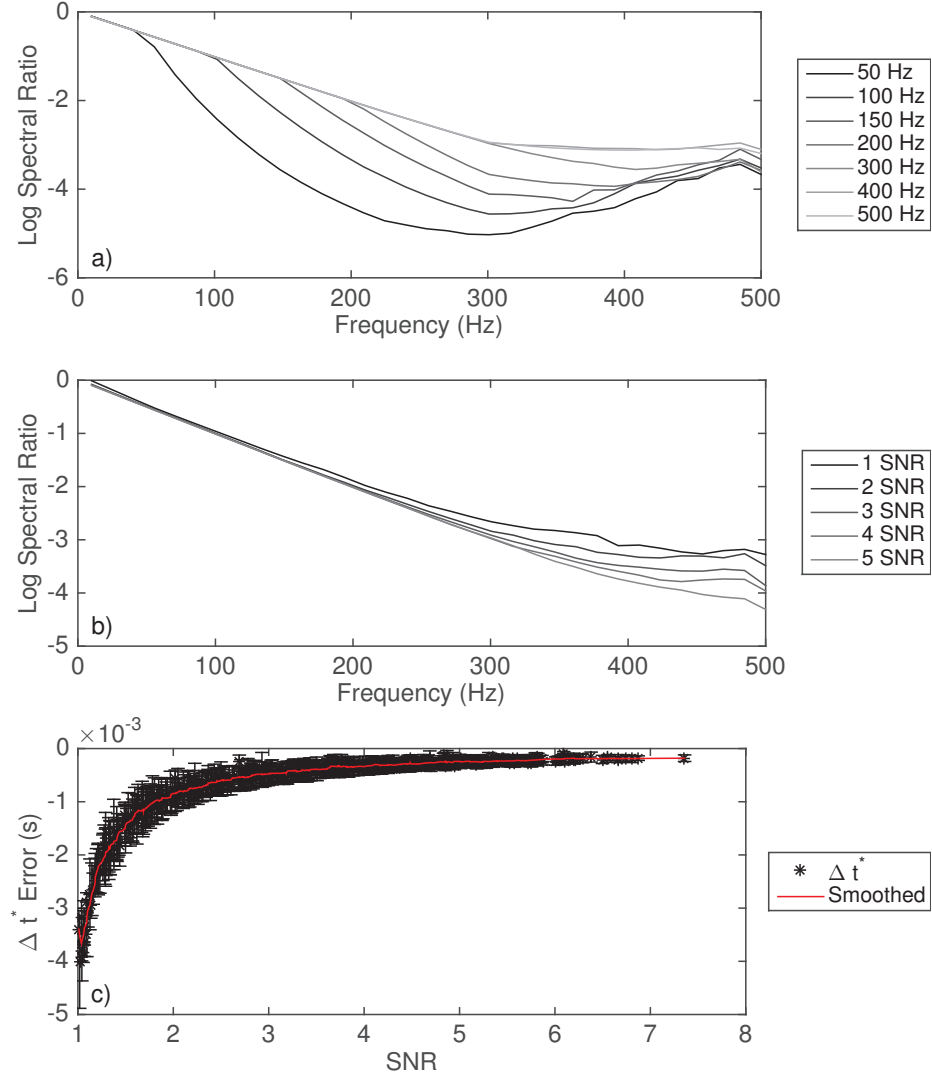 0
-2
-4
-6
Log Spectral Ratio
a)
0 100 200 300 400 500
Frequency (Hz)
50 Hz
100 Hz
150 Hz
200 Hz
300 Hz
400 Hz
500 Hz
0
-1
-2
-3
-4
-5
Log Spectral Ratio
b)
0 100 200 300 400 500
Frequency (Hz)
1 SNR
2 SNR
3 SNR
4 SNR
5 SNR
×10⁻³
0
-1
-2
-3
-4
-5
Δ t* Error (s)
c)
1 2 3 4 5 6 7 8
SNR
Δ t*
Smoothed